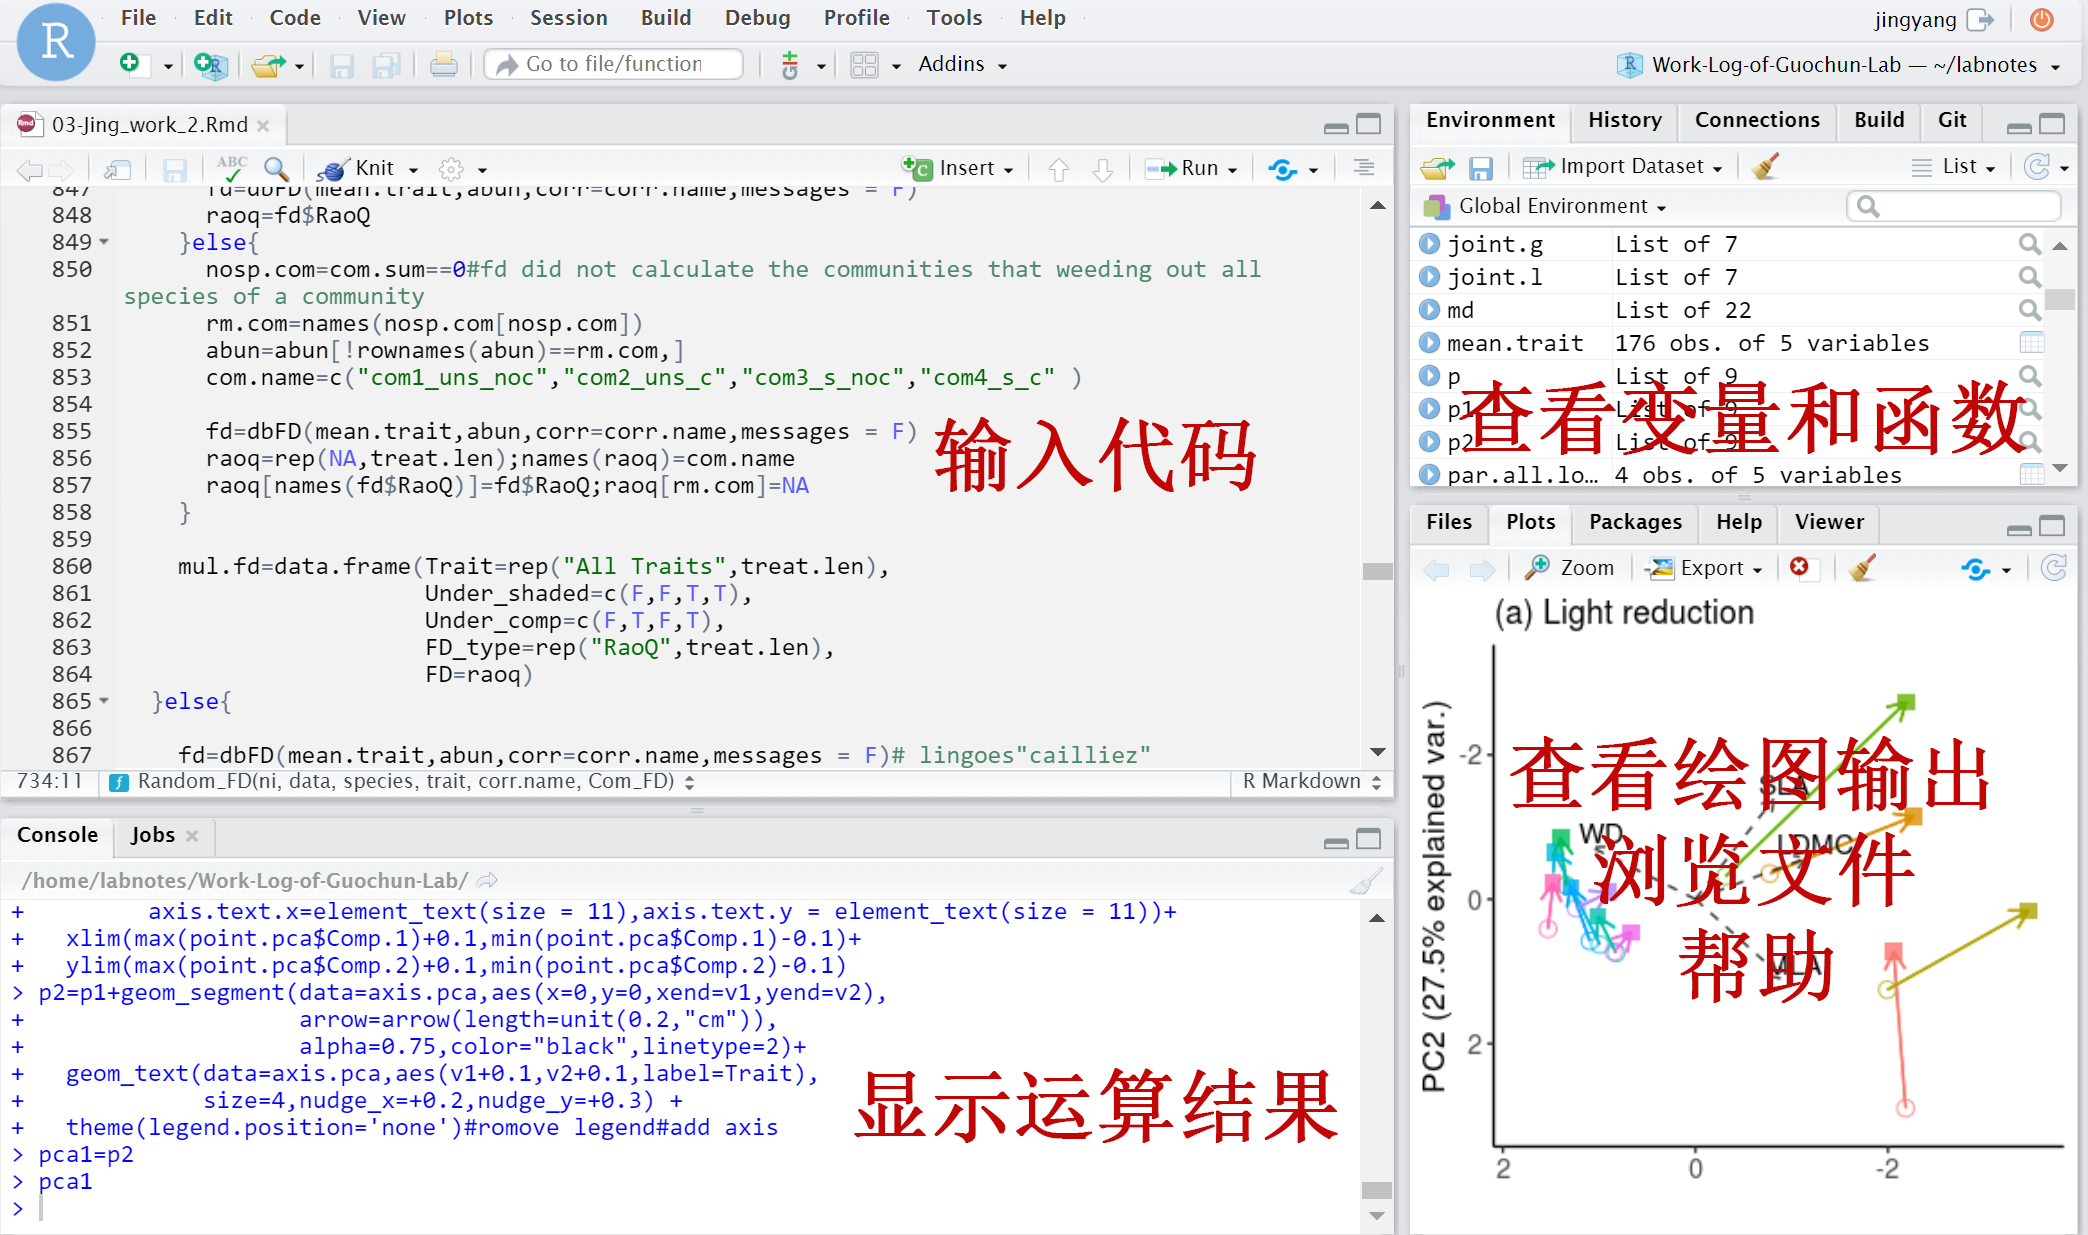 File Edit Code View Plots Session Build Debug Profile Tools Help
jingyang
R
Go to file/function
Git
Addins
Work-Log-of-Guochun-Lab — ~/labnotes
03-Jing_work_2.Rmd
ABC Knit Insert Run
847 fd=dbFD(mean.trait,abun,corr=corr.name,messages = F)
848 raoq=fd$RaoQ
849 }else{
850 nosp.com=com.sum==0#fd did not calculate the communities that weeding out all
species of a community
851 rm.com=names(nosp.com[nosp.com])
852 abun=abun[!rownames(abun)==rm.com,]
853 com.name=c("com1_uns_noc","com2_uns_c","com3_s_noc","com4_s_c" )
854
855 fd=dbFD(mean.trait,abun,corr=corr.name,messages = F)
856 raoq=rep(NA,treat.len);names(raoq)=com.name
857 raoq[names(fd$RaoQ)]=fd$RaoQ;raoq[rm.com]=NA
858 }
859
860 mul.fd=data.frame(Trait=rep("All Traits",treat.len),
861 Under_shaded=c(F,F,T,T),
862 Under_comp=c(F,T,F,T),
863 FD_type=rep("RaoQ",treat.len),
864 FD=raoq)
865 }else{
866
867 fd=dbFD(mean.trait,abun,corr=corr.name,messages = F)# lingoes"cailliez"
输入代码
734:11 Random_FD(ni, data, species, trait, corr.name, Com_FD) R Markdown
Console Jobs
/home/labnotes/Work-Log-of-Guochun-Lab/
+ axis.text.x=element_text(size = 11),axis.text.y = element_text(size = 11))+
+ xlim(max(point.pca$Comp.1)+0.1,min(point.pca$Comp.1)-0.1)+
+ ylim(max(point.pca$Comp.2)+0.1,min(point.pca$Comp.2)-0.1)
> p2=p1+geom_segment(data=axis.pca,aes(x=0,y=0,xend=v1,yend=v2),
+ arrow=arrow(length=unit(0.2,"cm")),
+ alpha=0.75,color="black",linetype=2)+
+ geom_text(data=axis.pca,aes(v1+0.1,v2+0.1,label=Trait),
+ size=4,nudge_x=+0.2,nudge_y=+0.3) +
+ theme(legend.position='none')#romove legend#add axis
> pca1=p2
> pca1
>
显示运算结果
Environment History Connections Build Git
Import Dataset List
Global Environment
joint.g List of 7
joint.l List of 7
md List of 22
mean.trait 176 obs. of 5 variables
p List of 9
p1 List of 9
p2 List of 9
par.all.lo… 4 obs. of 5 variables
查看变量和函数
Files Plots Packages Help Viewer
Zoom Export
(a) Light reduction
PC2 (27.5% explained var.)
-2
0
2
2 0 -2
SLA
WD
LDMC
MLA
查看绘图输出
浏览文件
帮助